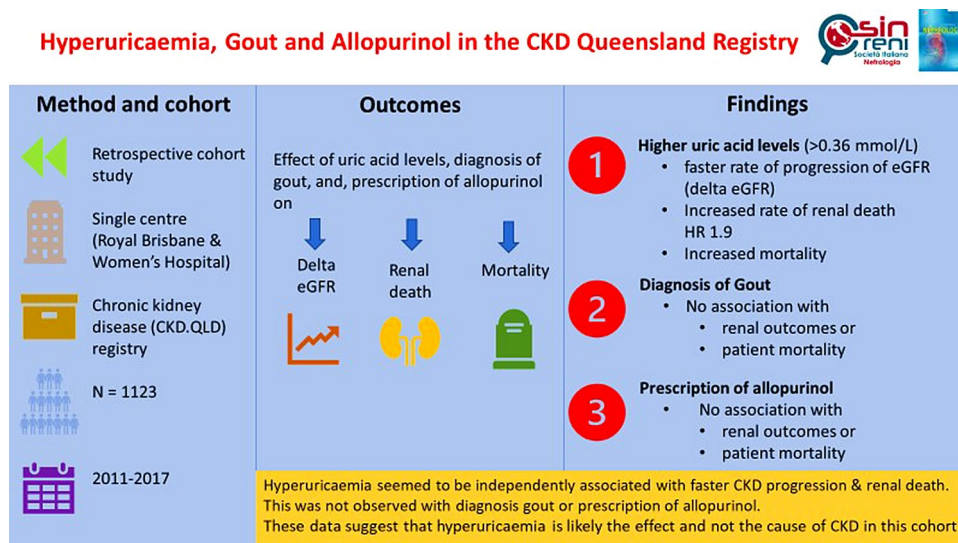 Hyperuricaemia, Gout and Allopurinol in the CKD Queensland Registry
sin
reni
Società Italiana
Nefrologia
Method and cohort
Retrospective cohort
study
Single centre
(Royal Brisbane &
Women's Hospital)
Chronic kidney
disease (CKD.QLD)
registry
N = 1123
2011-2017
Outcomes
Effect of uric acid levels, diagnosis of
gout, and, prescription of allopurinol
on
Delta
eGFR
Renal
death
Mortality
Findings
1
Higher uric acid levels (>0.36 mmol/L)
• faster rate of progression of eGFR
(delta eGFR)
• Increased rate of renal death
HR 1.9
• Increased mortality
2
Diagnosis of Gout
• No association with
• renal outcomes or
• patient mortality
3
Prescription of allopurinol
• No association with
• renal outcomes or
• patient mortality
Hyperuricaemia seemed to be independently associated with faster CKD progression & renal death.
This was not observed with diagnosis gout or prescription of allopurinol.
These data suggest that hyperuricaemia is likely the effect and not the cause of CKD in this cohort